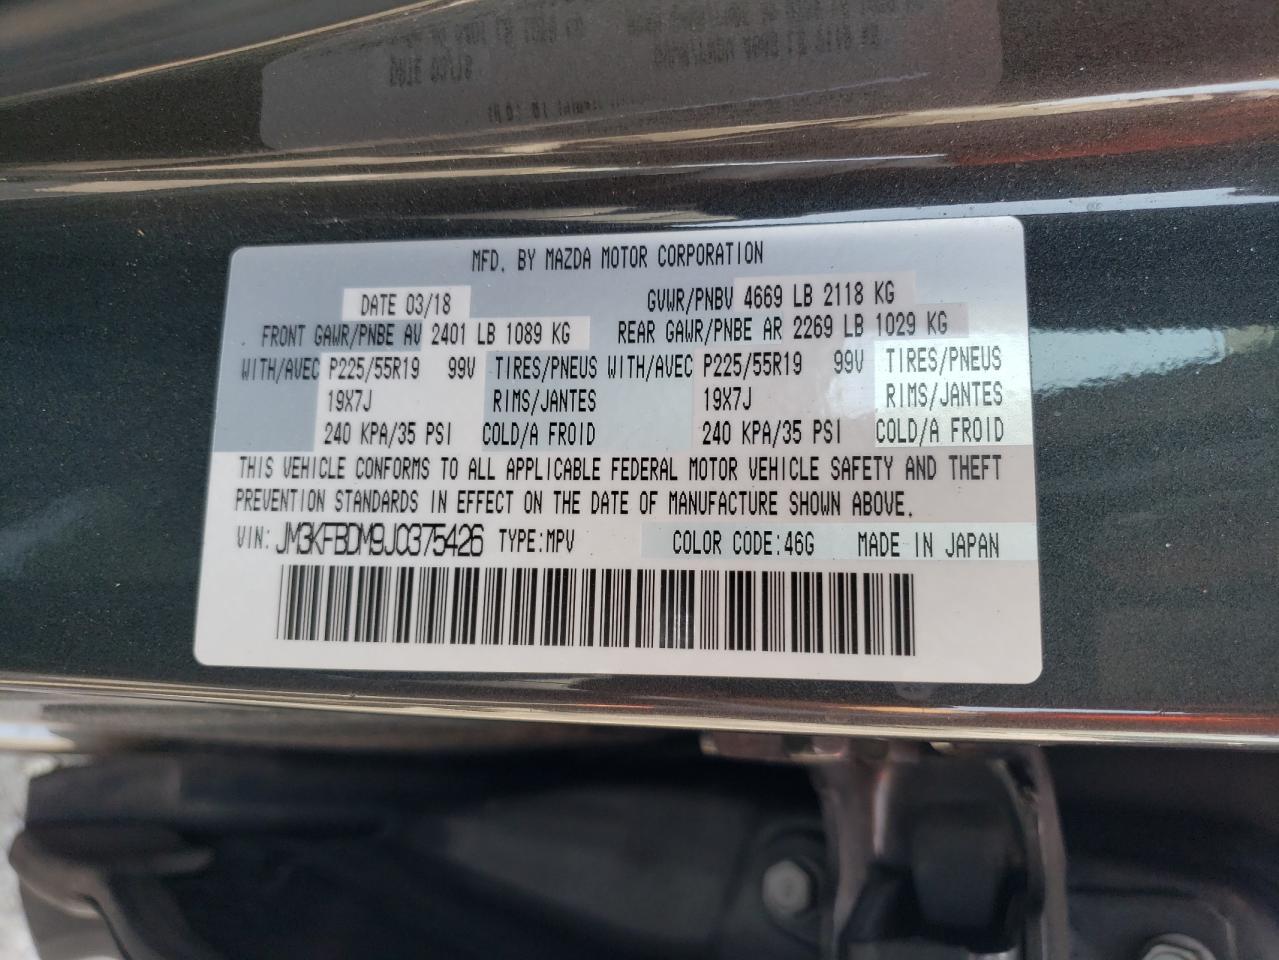 MFD. BY MAZDA MOTOR CORPORATION
DATE 03/18 GVWR/PNBV 4669 LB 2118 KG
FRONT GAWR/PNBE AV 2401 LB 1089 KG REAR GAWR/PNBE AR 2269 LB 1029 KG
WITH/AVEC P225/55R19 99V TIRES/PNEUS WITH/AVEC P225/55R19 99V TIRES/PNEUS
19X7J RIMS/JANTES 19X7J RIMS/JANTES
240 KPA/35 PSI COLD/A FROID 240 KPA/35 PSI COLD/A FROID
THIS VEHICLE CONFORMS TO ALL APPLICABLE FEDERAL MOTOR VEHICLE SAFETY AND THEFT
PREVENTION STANDARDS IN EFFECT ON THE DATE OF MANUFACTURE SHOWN ABOVE.
VIN: JM3KFBDM9J0375426 TYPE:MPV COLOR CODE:46G MADE IN JAPAN